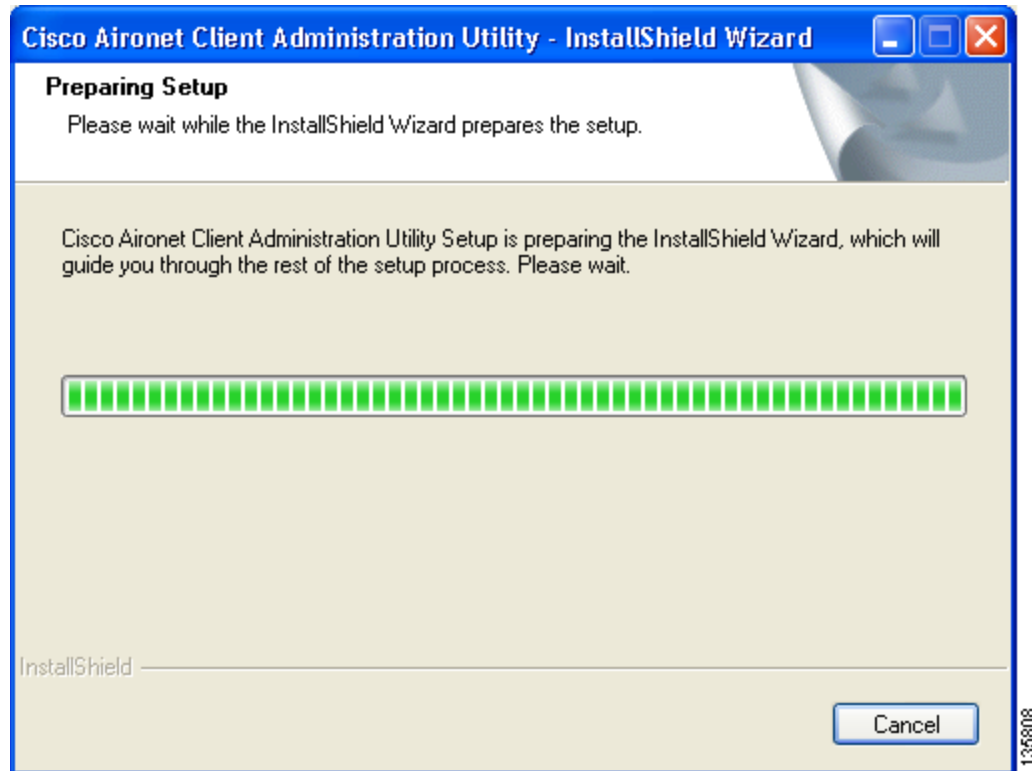 Cisco Aironet Client Administration Utility - InstallShield Wizard
Preparing Setup
Please wait while the InstallShield Wizard prepares the setup.
Cisco Aironet Client Administration Utility Setup is preparing the InstallShield Wizard, which will
guide you through the rest of the setup process. Please wait.
InstallShield
Cancel
135808